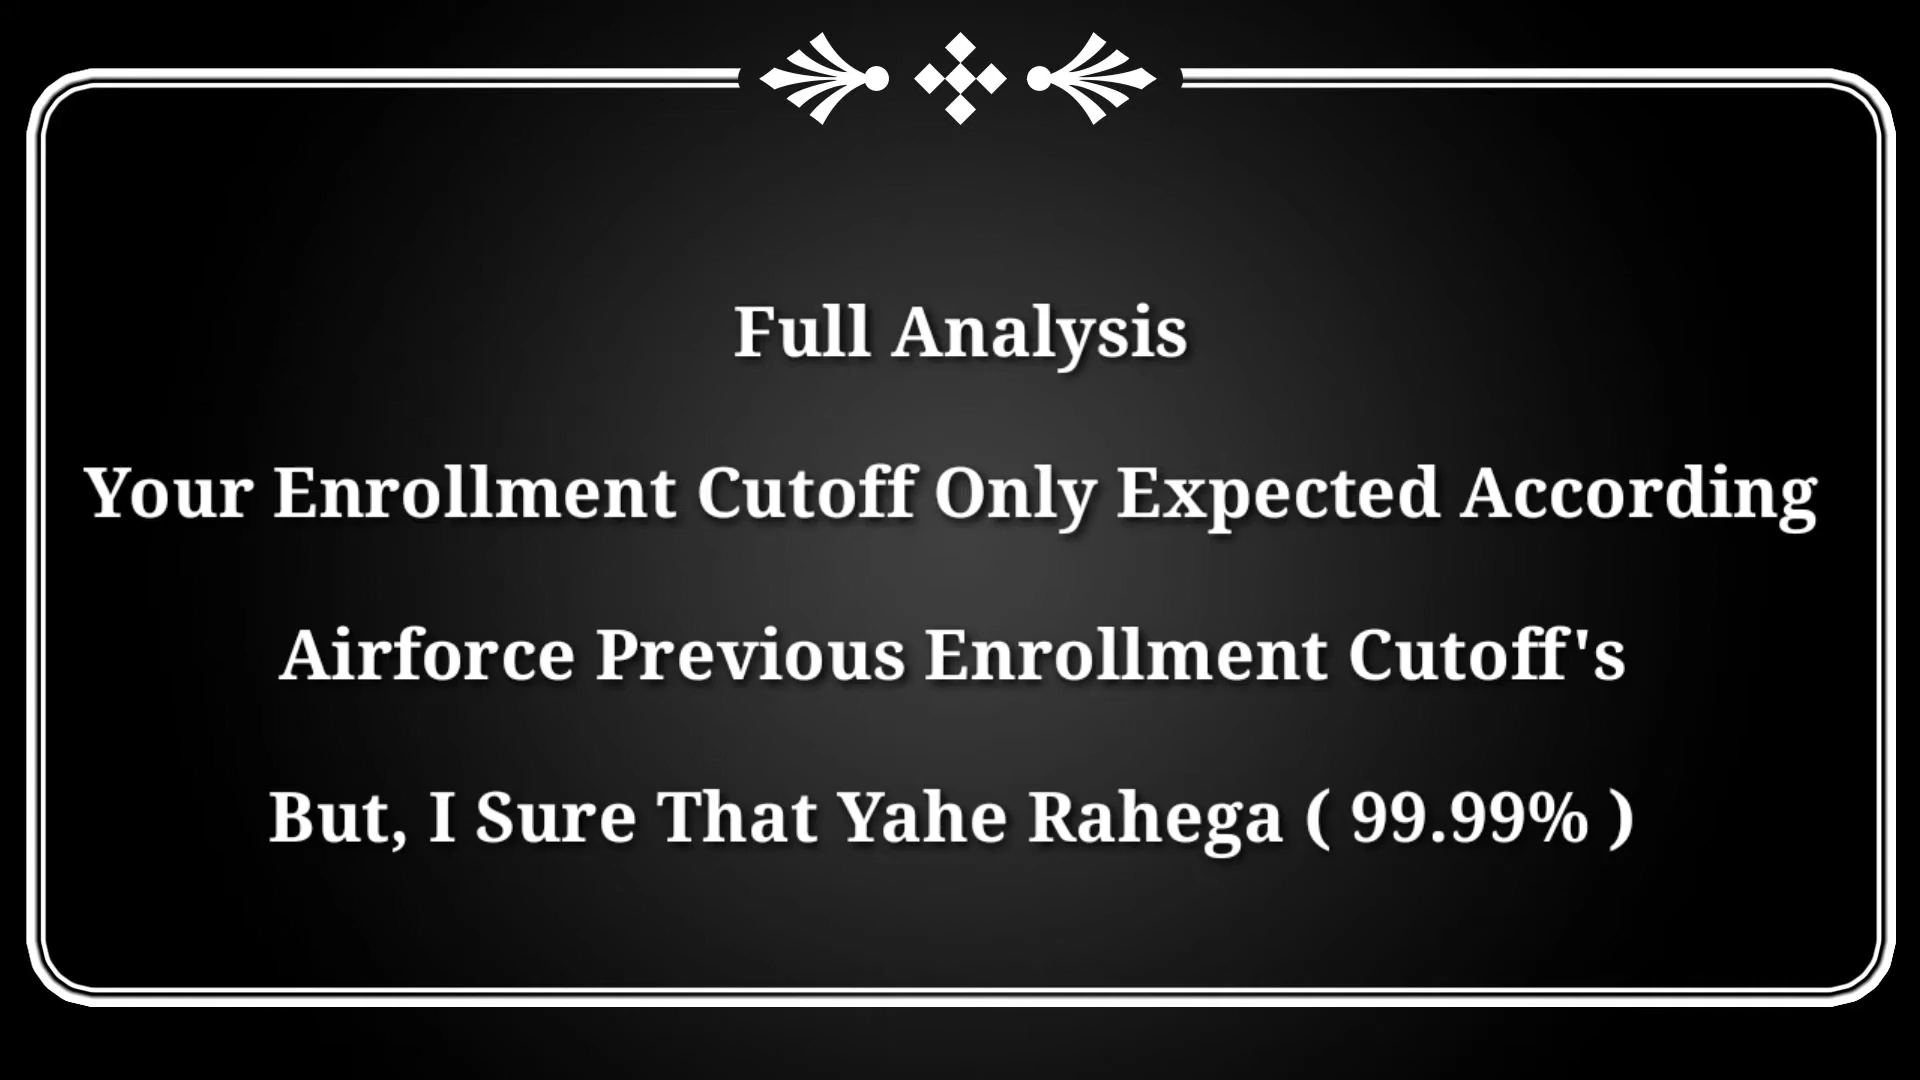 Full Analysis
Your Enrollment Cutoff Only Expected According
Airforce Previous Enrollment Cutoff's
But, I Sure That Yahe Rahega ( 99.99% )